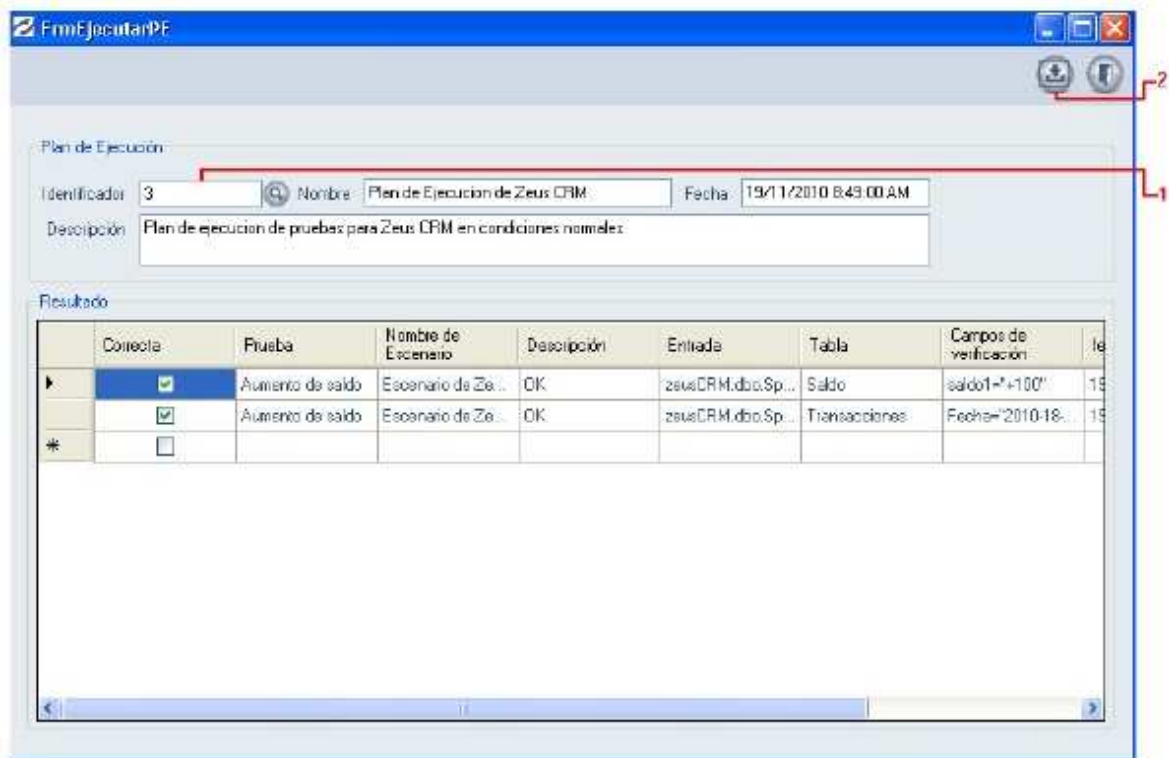 FrmEjecutarPE
2
Plan de Ejecución
1
Identificador 3 Nombre Plan de Ejecucion de Zeus CRM Fecha 19/11/2010 8:49:00 AM
Descripción Plan de ejecucion de pruebas para Zeus CRM en condiciones normales
Resultado
Correcta Prueba Nombre de Escenario Descripción Entrada Tabla Campos de verificación
Aumento de saldo Escenario de Ze... OK zeusCRM.dbo.Sp... Saldo saldo1="+100"
Aumento de saldo Escenario de Ze... OK zeusCRM.dbo.Sp... Transacciones Fecha="2010-18-...